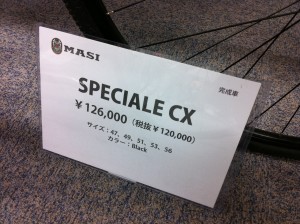 MASI
完成車
SPECIALE CX
￥126,000（税抜￥120,000）
サイズ：47、49、51、53、56
カラー：Black